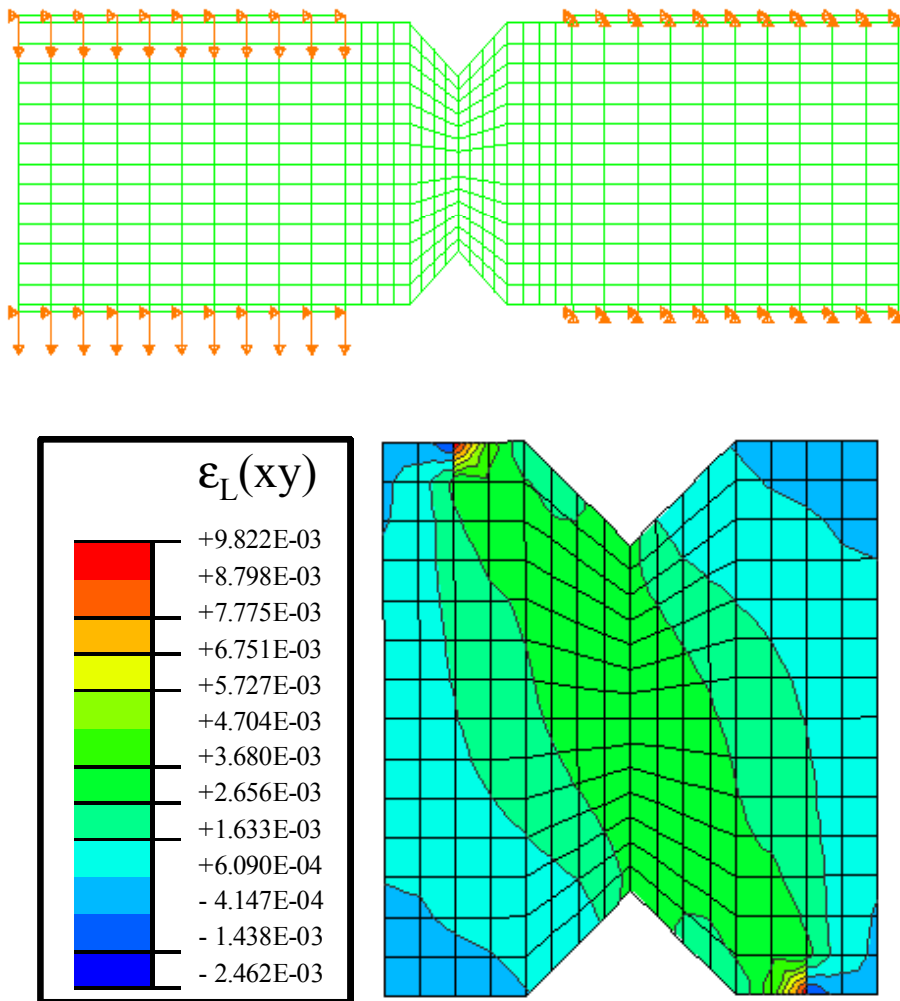 εL(xy)
+9.822E-03
+8.798E-03
+7.775E-03
+6.751E-03
+5.727E-03
+4.704E-03
+3.680E-03
+2.656E-03
+1.633E-03
+6.090E-04
- 4.147E-04
- 1.438E-03
- 2.462E-03